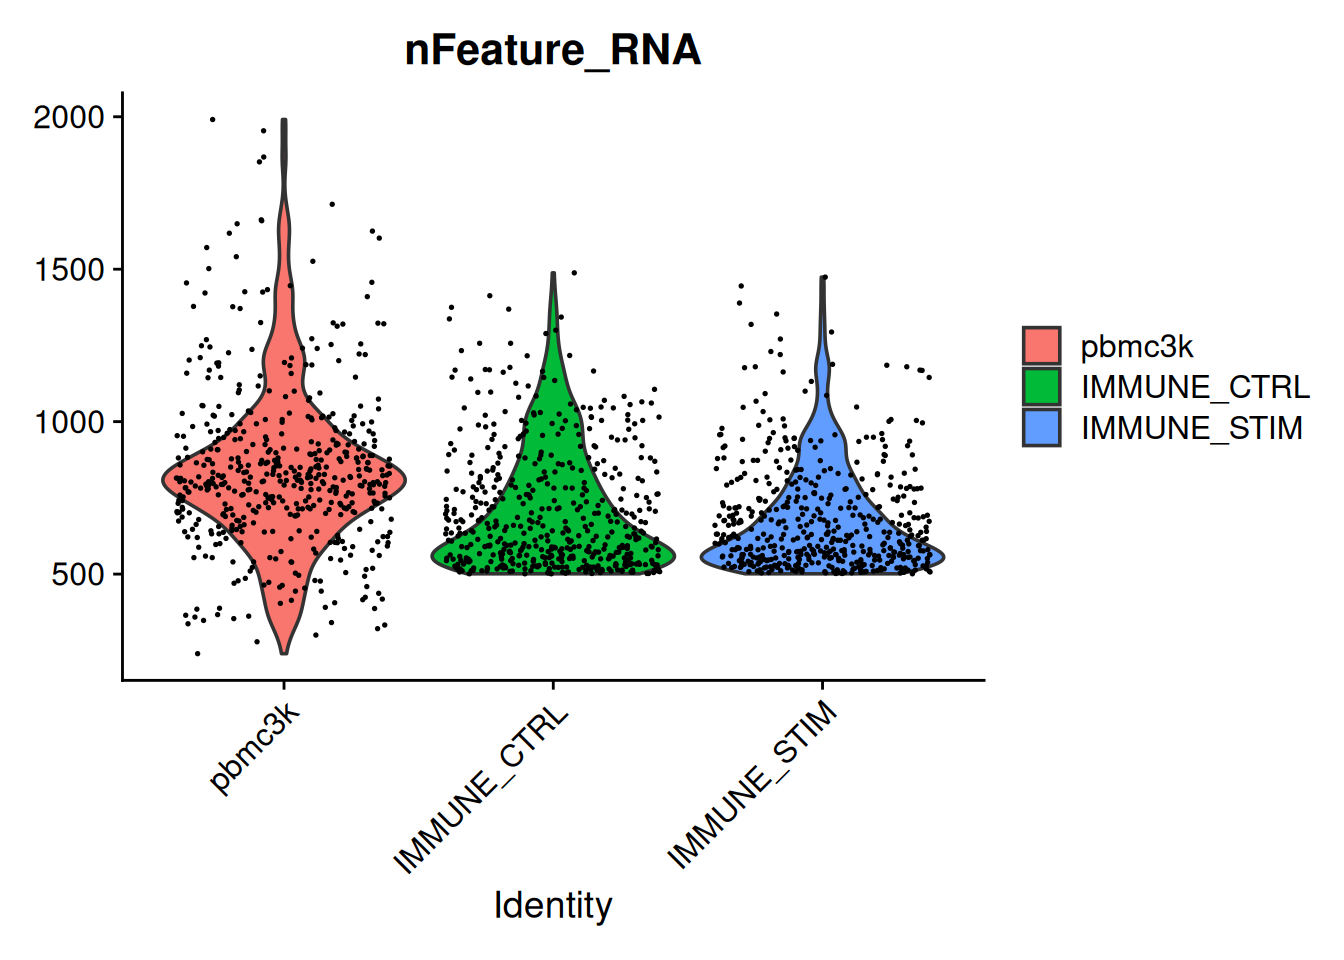 nFeature_RNA
2000
1500
1000
500
pbmc3k
IMMUNE_CTRL
IMMUNE_STIM
Identity
pbmc3k
IMMUNE_CTRL
IMMUNE_STIM